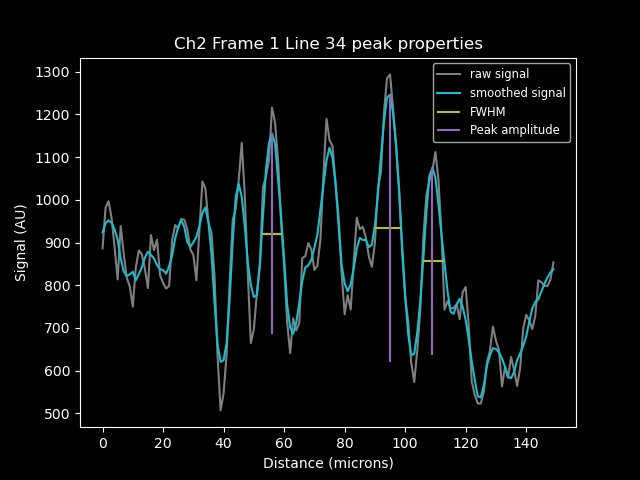 Ch2 Frame 1 Line 34 peak properties
raw signal
smoothed signal
FWHM
Peak amplitude
Signal (AU)
1300
1200
1100
1000
900
800
700
600
500
0 20 40 60 80 100 120 140
Distance (microns)